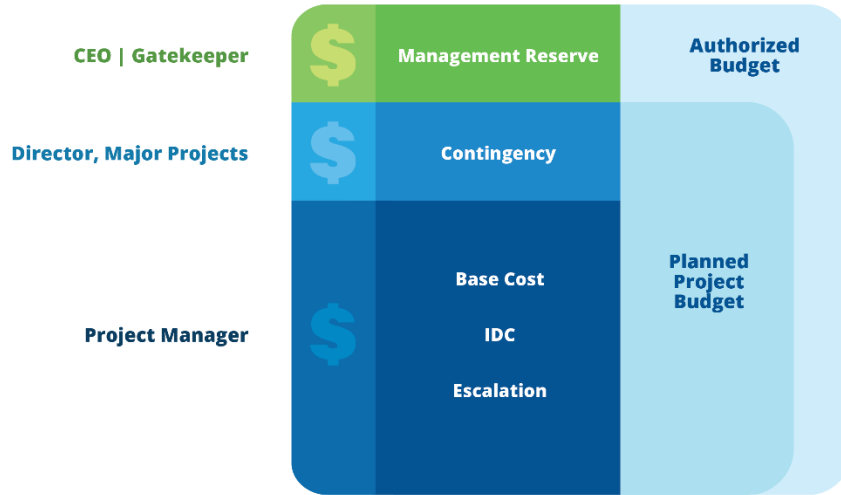 CEO | Gatekeeper
$
Management Reserve
Authorized
Budget
Director, Major Projects
$
Contingency
Planned
Project
Budget
Project Manager
$
Base Cost
IDC
Escalation